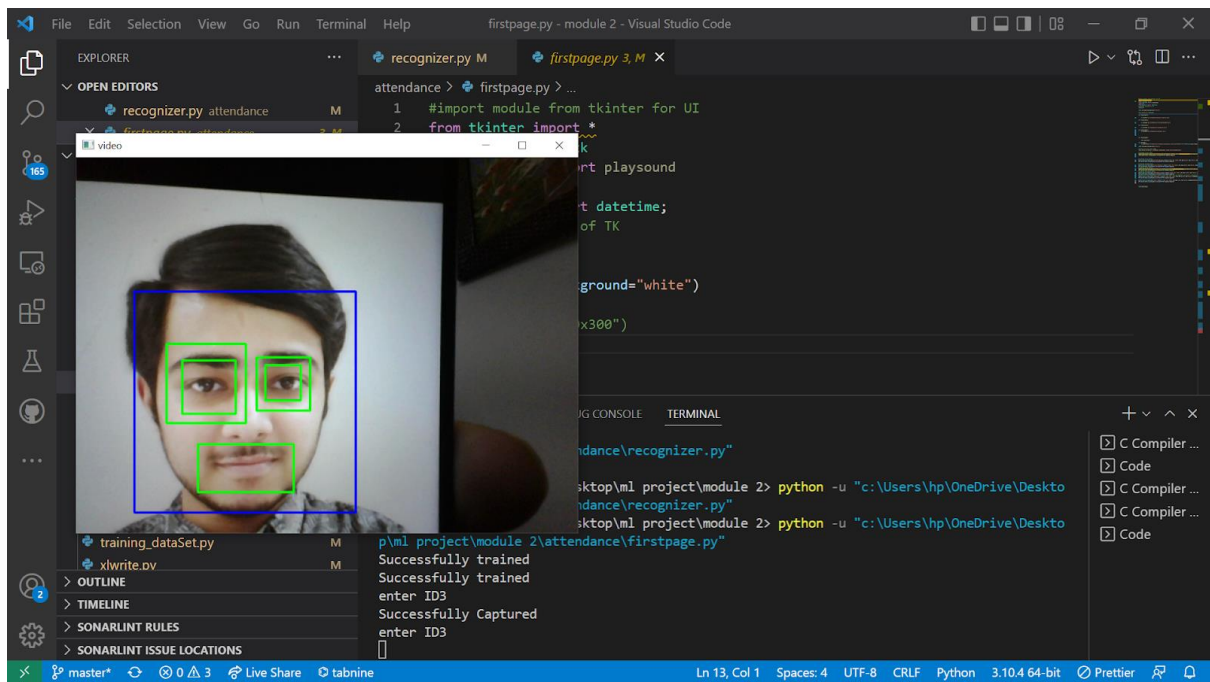 File Edit Selection View Go Run Terminal Help
firstpage.py - module 2 - Visual Studio Code
EXPLORER
OPEN EDITORS
recognizer.py attendance M
firstpage.py attendance 3, M
165
recognizer.py M
firstpage.py 3, M
attendance > firstpage.py > ...
1 #import module from tkinter for UI
2 from tkinter import *
k
rt playsound
t datetime;
of TK
ground="white")
x300")
video
training_dataSet.py M
xlwrite.py M
OUTLINE
TIMELINE
SONARLINT RULES
SONARLINT ISSUE LOCATIONS
2
G CONSOLE TERMINAL
ndance\recognizer.py"
sktop\ml project\module 2> python -u "c:\Users\hp\OneDrive\Deskto
ndance\recognizer.py"
sktop\ml project\module 2> python -u "c:\Users\hp\OneDrive\Deskto
p\ml project\module 2\attendance\firstpage.py"
Successfully trained
Successfully trained
enter ID3
Successfully Captured
enter ID3
C Compiler ...
Code
C Compiler ...
C Compiler ...
Code
master* 0 3 Live Share tabnine Ln 13, Col 1 Spaces: 4 UTF-8 CRLF Python 3.10.4 64-bit Prettier